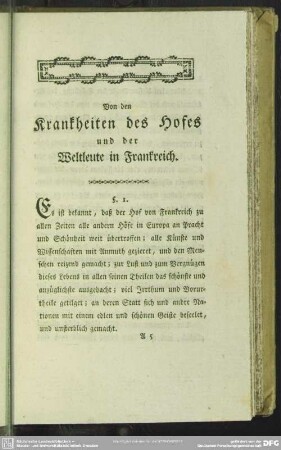 Von den
Krankheiten des Hofes
und der
Weltleute in Frankreich.
§. 1.
Es ist bekannt, daß der Hof von Frankreich zu
allen Zeiten alle andern Höfe in Europa an Pracht
und Schönheit weit übertroffen; alle Künste und
Wissenschaften mit Anmuth gezieret, und den Men-
schen reizend gemacht; zur Lust und zum Vergnügen
dieses Lebens in allen seinen Theilen das schönste und
anzüglichste ausgedacht; viel Irrthum und Vorur-
theile getilget; an deren Statt sich und andre Na-
tionen mit einem edlen und schönen Geiste beseelet,
und unsterblich gemacht.
A 5